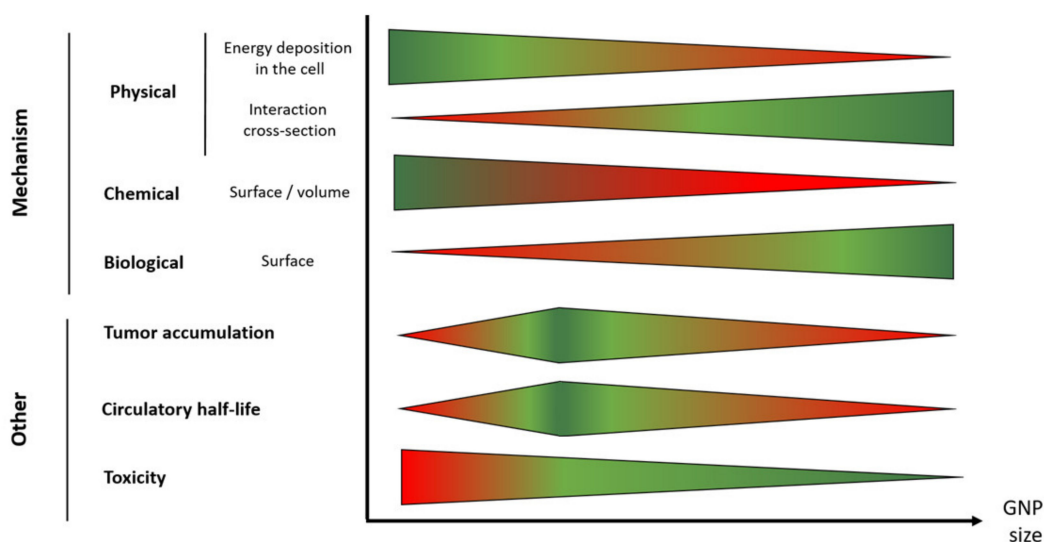 Mechanism
Physical
Energy deposition
in the cell
Interaction
cross-section
Chemical
Surface / volume
Biological
Surface
Other
Tumor accumulation
Circulatory half-life
Toxicity
GNP
size